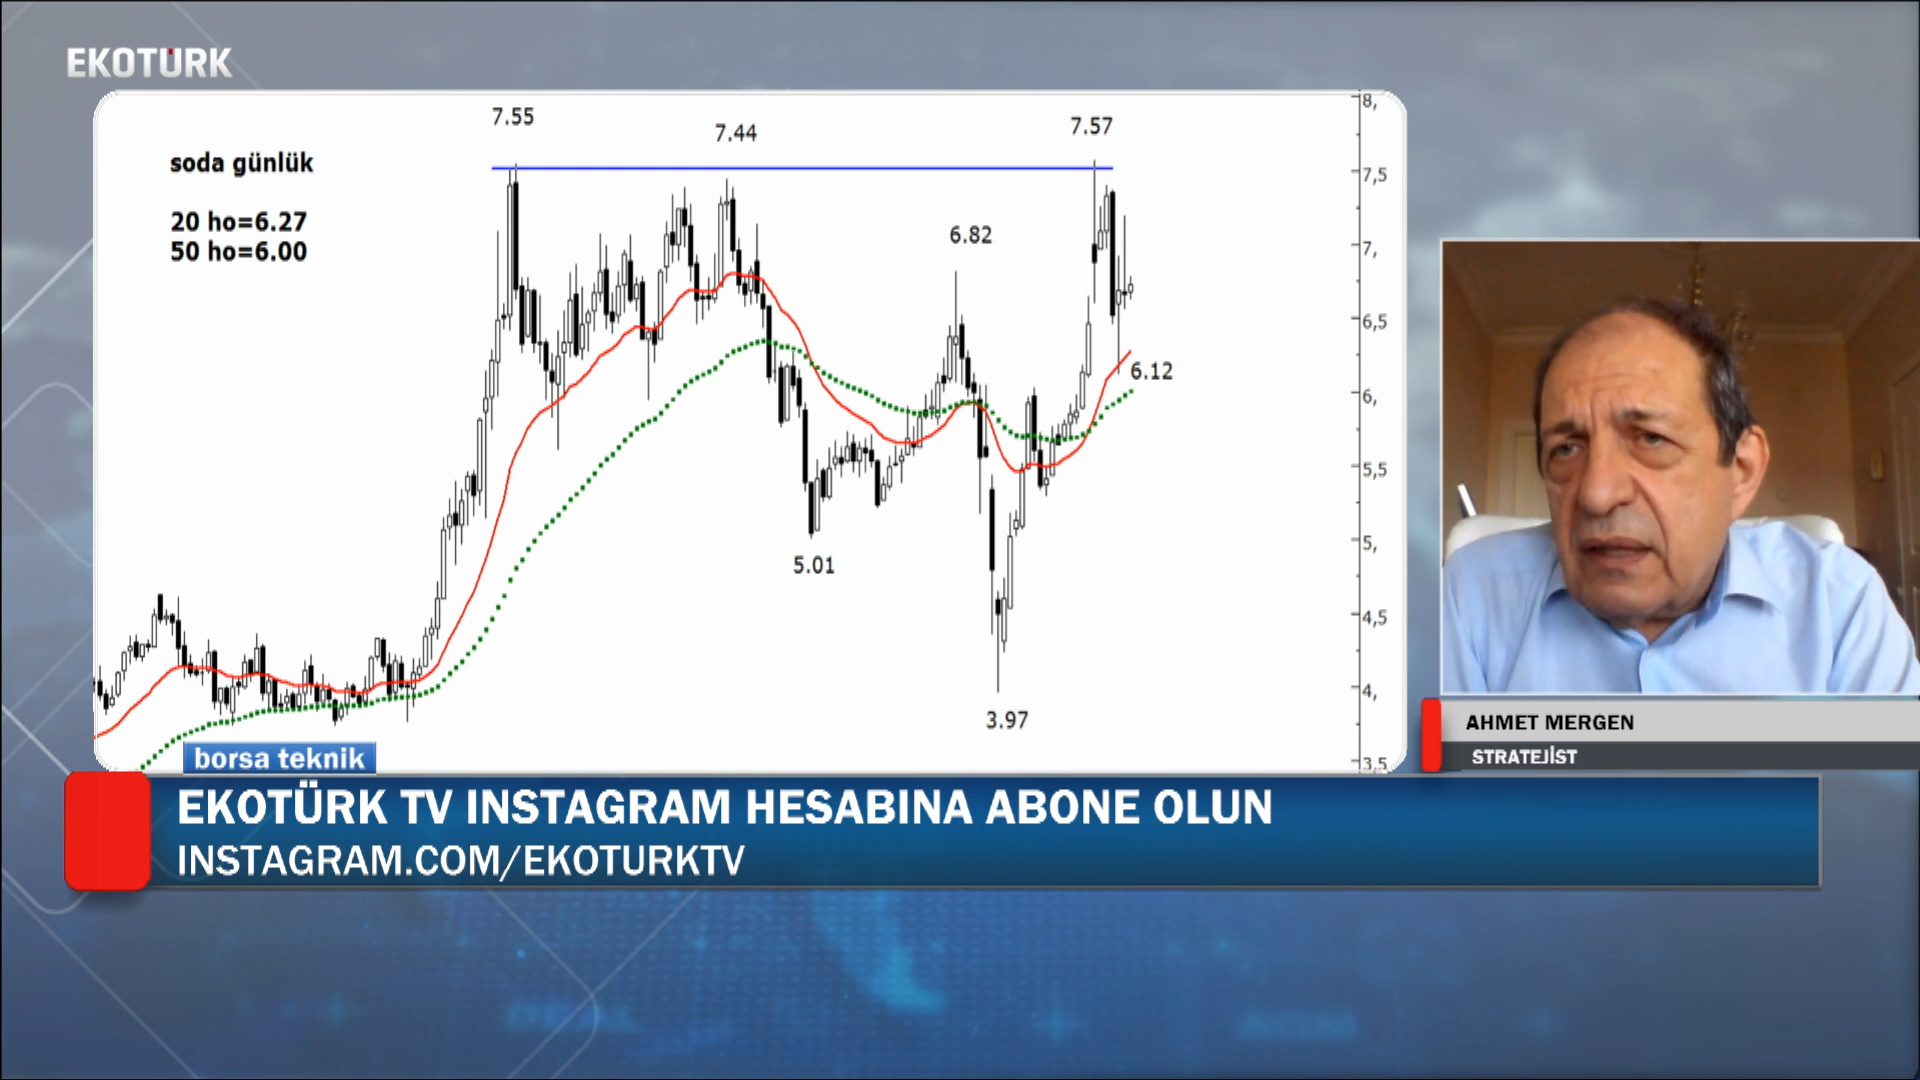 EKOTÜRK
7.55
7.44
7.57
8,
soda günlük
7,5
20 ho=6.27
50 ho=6.00
6.82
7,
6,5
6.12
6,
5,5
5.01
5,
4,5
4,
3.97
3,5
AHMET MERGEN
STRATEJİST
borsa teknik
EKOTÜRK TV INSTAGRAM HESABINA ABONE OLUN
INSTAGRAM.COM/EKOTURKTV